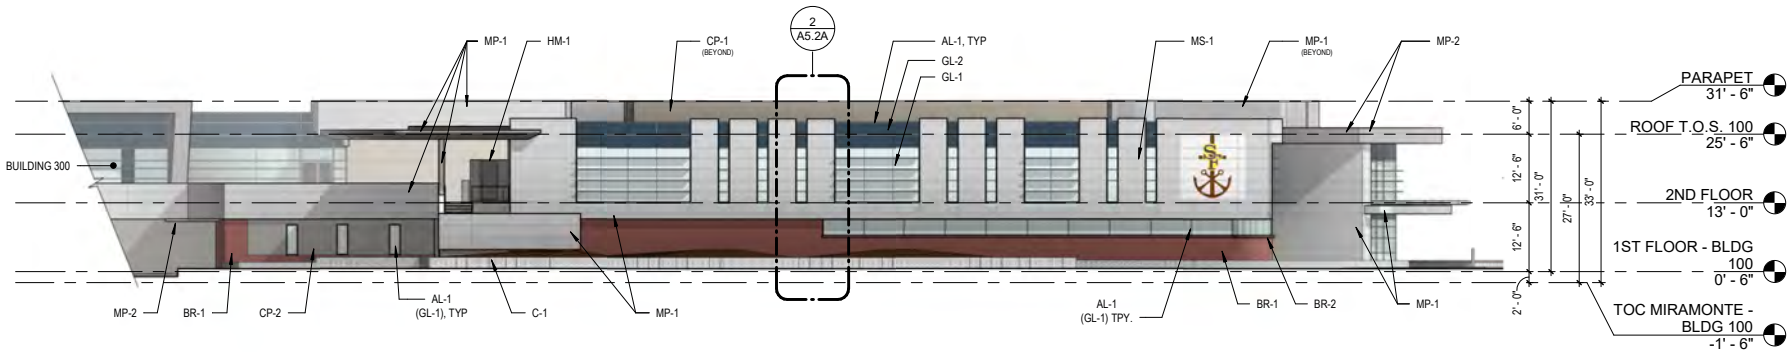 2
A5.2A
MP-1
HM-1
CP-1
(BEYOND)
AL-1, TYP
GL-2
GL-1
MS-1
MP-1
(BEYOND)
MP-2
BUILDING 300
S
F
PARAPET
31' - 6"
ROOF T.O.S. 100
25' - 6"
2ND FLOOR
13' - 0"
1ST FLOOR - BLDG
100
0' - 6"
TOC MIRAMONTE -
BLDG 100
-1' - 6"
6' - 0"
12' - 6"
12' - 6"
2' - 0"
31' - 0"
27' - 0"
33' - 0"
MP-2
BR-1
CP-2
AL-1
(GL-1), TYP
C-1
MP-1
AL-1
(GL-1) TPY.
BR-1
BR-2
MP-1